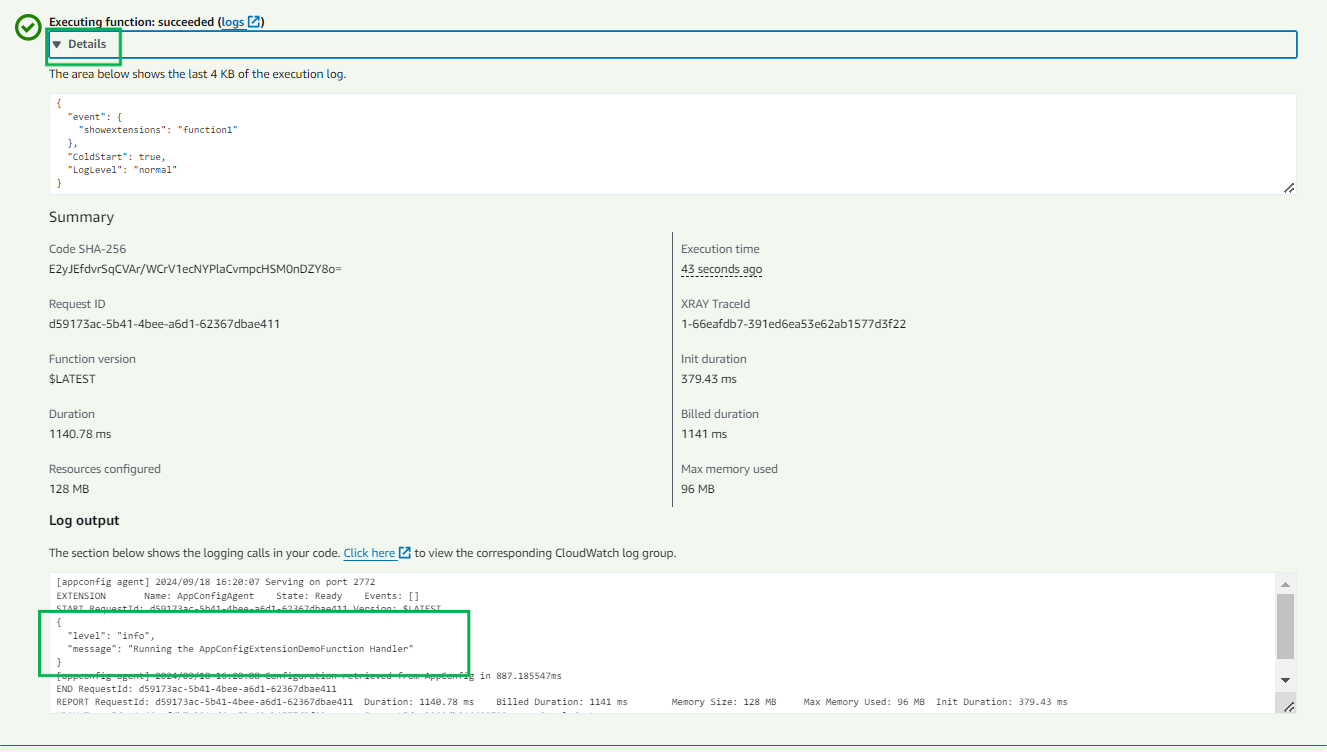 Executing function: succeeded (logs)
Details
The area below shows the last 4 KB of the execution log.
{
"event": {
"showextensions": "function1"
},
"ColdStart": true,
"LogLevel": "normal"
}
Summary
Code SHA-256
E2yJEfdvrSqCVAr/WCrV1ecNYPlaCvmpcHSM0nDZY8o=
Request ID
d59173ac-5b41-4bee-a6d1-62367dbae411
Function version
$LATEST
Duration
1140.78 ms
Resources configured
128 MB
Execution time
43 seconds ago
XRAY TraceId
1-66eafdb7-391ed6ea53e62ab1577d3f22
Init duration
379.43 ms
Billed duration
1141 ms
Max memory used
96 MB
Log output
The section below shows the logging calls in your code. Click here to view the corresponding CloudWatch log group.
[appconfig agent] 2024/09/18 16:20:07 Serving on port 2772
EXTENSION Name: AppConfigAgent State: Ready Events: []
START RequestId: d59173ac-5b41-4bee-a6d1-62367dbae411 Version: $LATEST
{
"level": "info",
"message": "Running the AppConfigExtensionDemoFunction Handler"
}
[appconfig agent] 2024/09/18 16:20:08 Configuration retrieved from AppConfig in 887.185547ms
END RequestId: d59173ac-5b41-4bee-a6d1-62367dbae411
REPORT RequestId: d59173ac-5b41-4bee-a6d1-62367dbae411 Duration: 1140.78 ms Billed Duration: 1141 ms Memory Size: 128 MB Max Memory Used: 96 MB Init Duration: 379.43 ms